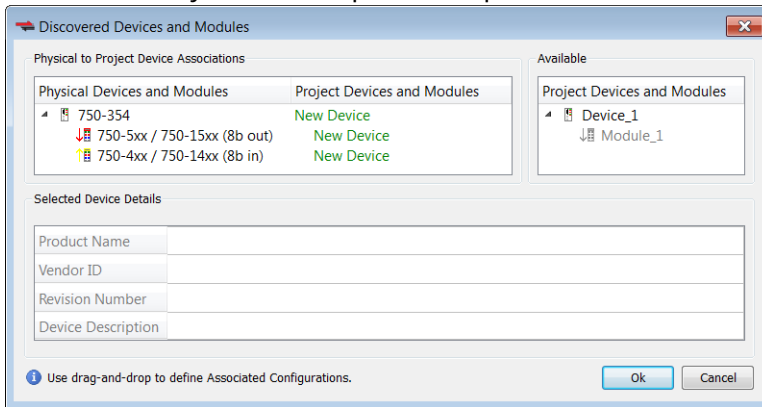 Discovered Devices and Modules
Physical to Project Device Associations
Available
Physical Devices and Modules Project Devices and Modules
Project Devices and Modules
750-354 New Device
Device_1
750-5xx / 750-15xx (8b out) New Device
Module_1
750-4xx / 750-14xx (8b in) New Device
Selected Device Details
Product Name
Vendor ID
Revision Number
Device Description
Use drag-and-drop to define Associated Configurations.
Ok Cancel